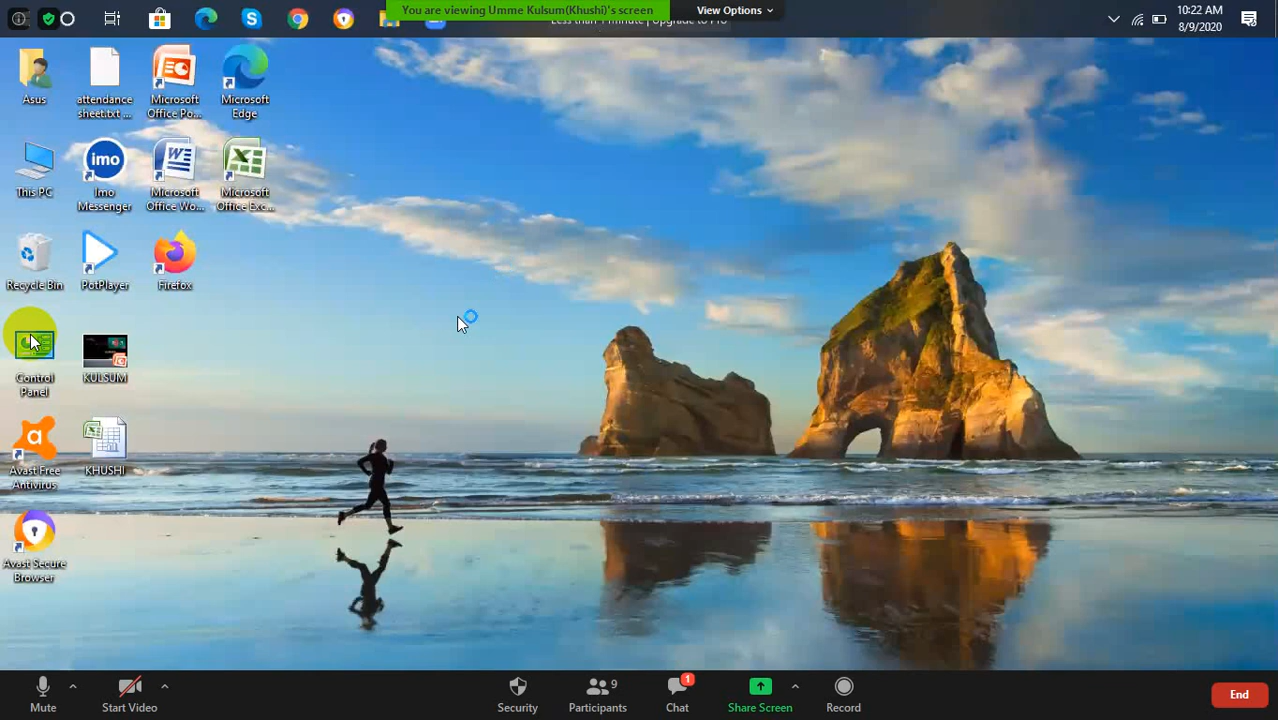 You are viewing Umme Kulsum(Khushi)'s screen
View Options
Less than 1 minute | Upgrade to Pro
10:22 AM
8/9/2020
Asus
attendance
sheet.txt ...
Microsoft
Office Po...
Microsoft
Edge
This PC
imo
Imo
Messenger
Microsoft
Office Wo...
Microsoft
Office Exc...
Recycle Bin
PotPlayer
Firefox
Control
Panel
KULSUM
Avast Free
Antivirus
KHUSHI
Avast Secure
Browser
Mute
Start Video
Security
9
Participants
1
Chat
Share Screen
Record
End